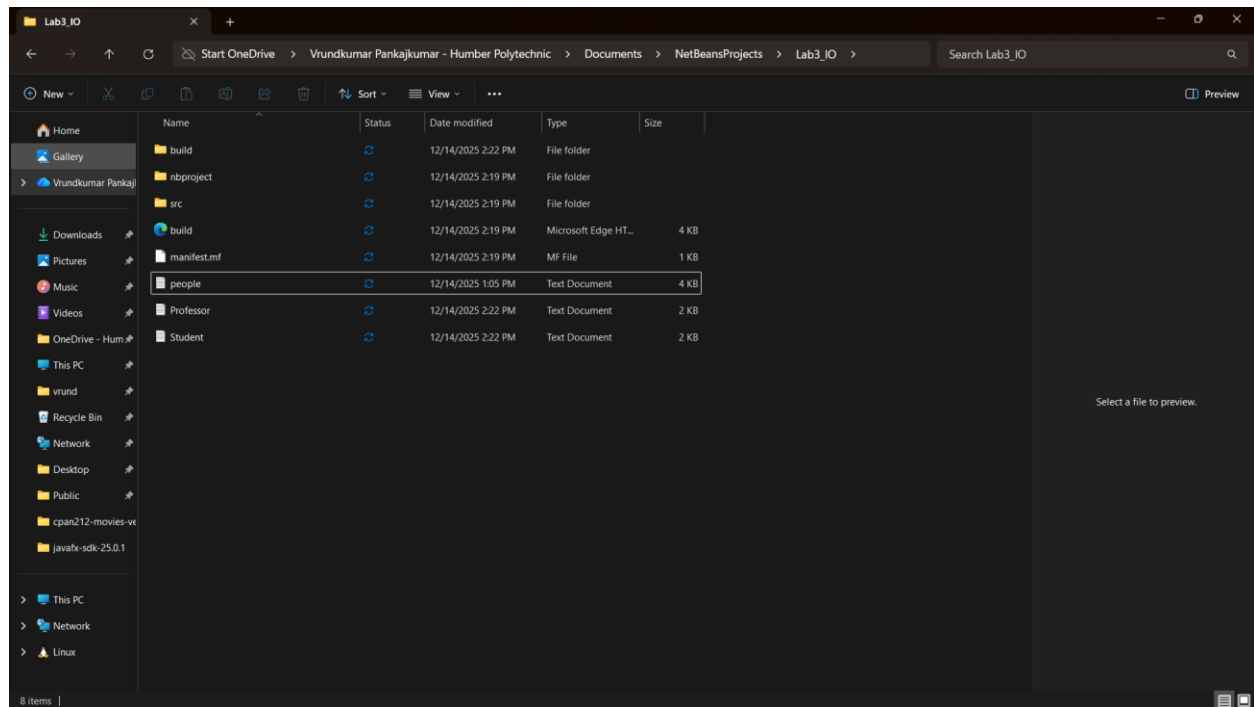 Lab3_IO
Start OneDrive > Vrundkumar Pankajkumar - Humber Polytechnic > Documents > NetBeansProjects > Lab3_IO >
Search Lab3_IO
New
Sort
View
Preview
Home
Gallery
Vrundkumar Pankaj
Downloads
Pictures
Music
Videos
OneDrive - Hum
This PC
vrund
Recycle Bin
Network
Desktop
Public
cpan212-movies-ve
javafx-sdk-25.0.1
This PC
Network
Linux
Name Status Date modified Type Size
build 12/14/2025 2:22 PM File folder
nbproject 12/14/2025 2:19 PM File folder
src 12/14/2025 2:19 PM File folder
build 12/14/2025 2:19 PM Microsoft Edge HT... 4 KB
manifest.mf 12/14/2025 2:19 PM MF File 1 KB
people 12/14/2025 1:05 PM Text Document 4 KB
Professor 12/14/2025 2:22 PM Text Document 2 KB
Student 12/14/2025 2:22 PM Text Document 2 KB
Select a file to preview.
8 items